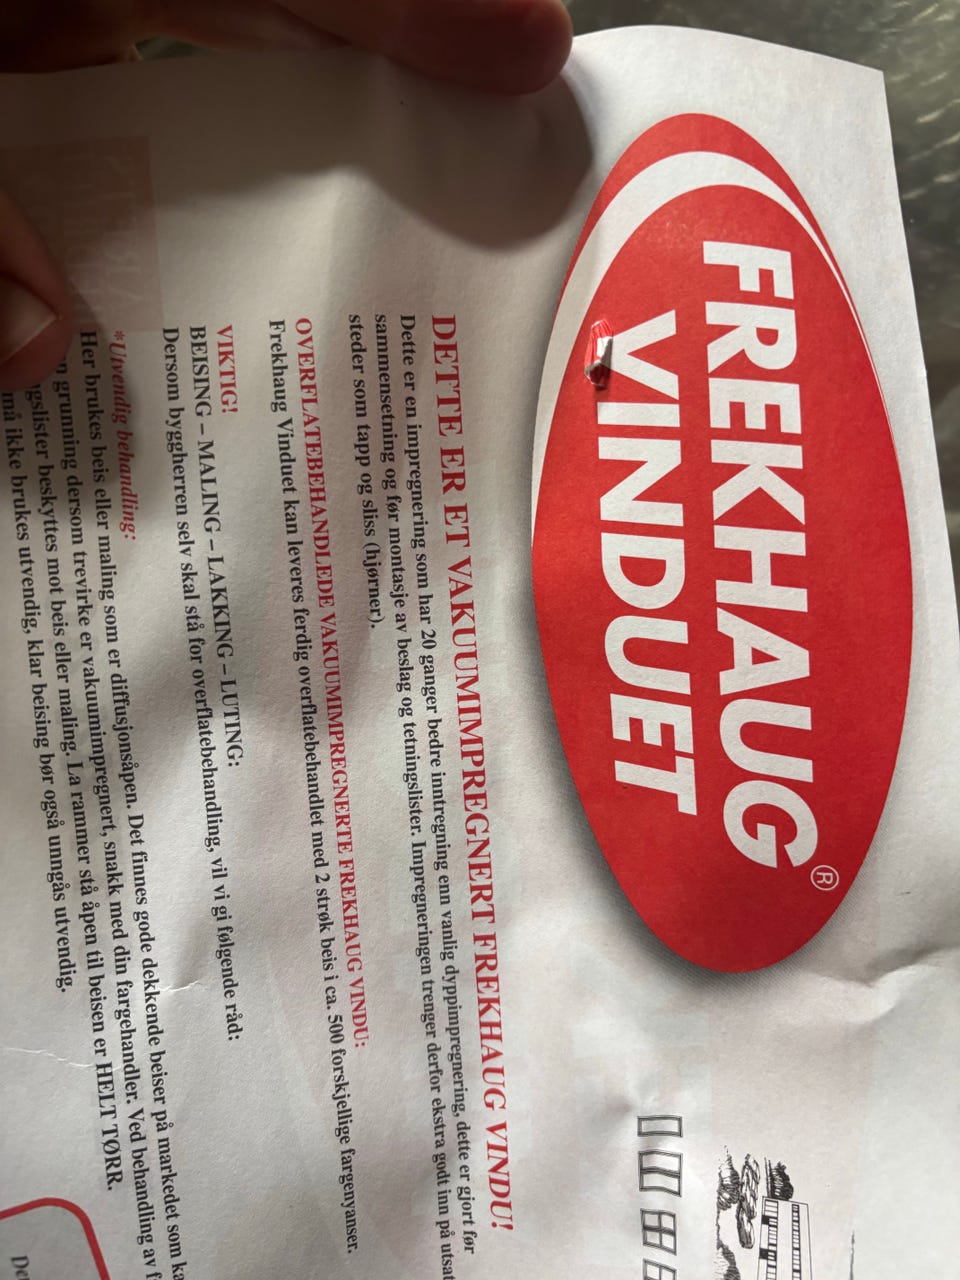 FREKHAUG®
VINDUET
DETTE ER ET VAKUUMIMPREGNERT FREKHAUG VINDU!
Dette er en impregnering som har 20 ganger bedre inntregning enn vanlig dyppimpregnering, dette er gjort før
sammensetning og før montasje av beslag og tetningslister. Impregneringen trenger derfor ekstra godt inn på utsat
steder som tapp og sliss (hjørner).
OVERFLATEBEHANDLEDE VAKUUMIMPREGNERTE FREKHAUG VINDU:
Frekhaug Vinduet kan leveres ferdig overflatebehandlet med 2 strøk beis i ca. 500 forskjellige fargenyanser.
VIKTIG!
BEISING – MALING – LAKKING – LUTING:
Dersom byggherren selv skal stå for overflatebehandling, vil vi gi følgende råd:
*Utvendig behandling:
Her brukes beis eller maling som er diffusjonsåpen. Det finnes gode dekkende beiser på markedet som ka
grunning dersom trevirke er vakuumimpregnert, snakk med din fargehandler. Ved behandling av f
gslister beskyttes mot beis eller maling. La rammer stå åpen til beisen er HELT TØRR.
må ikke brukes utvendig, klar beising bør også unngås utvendig.